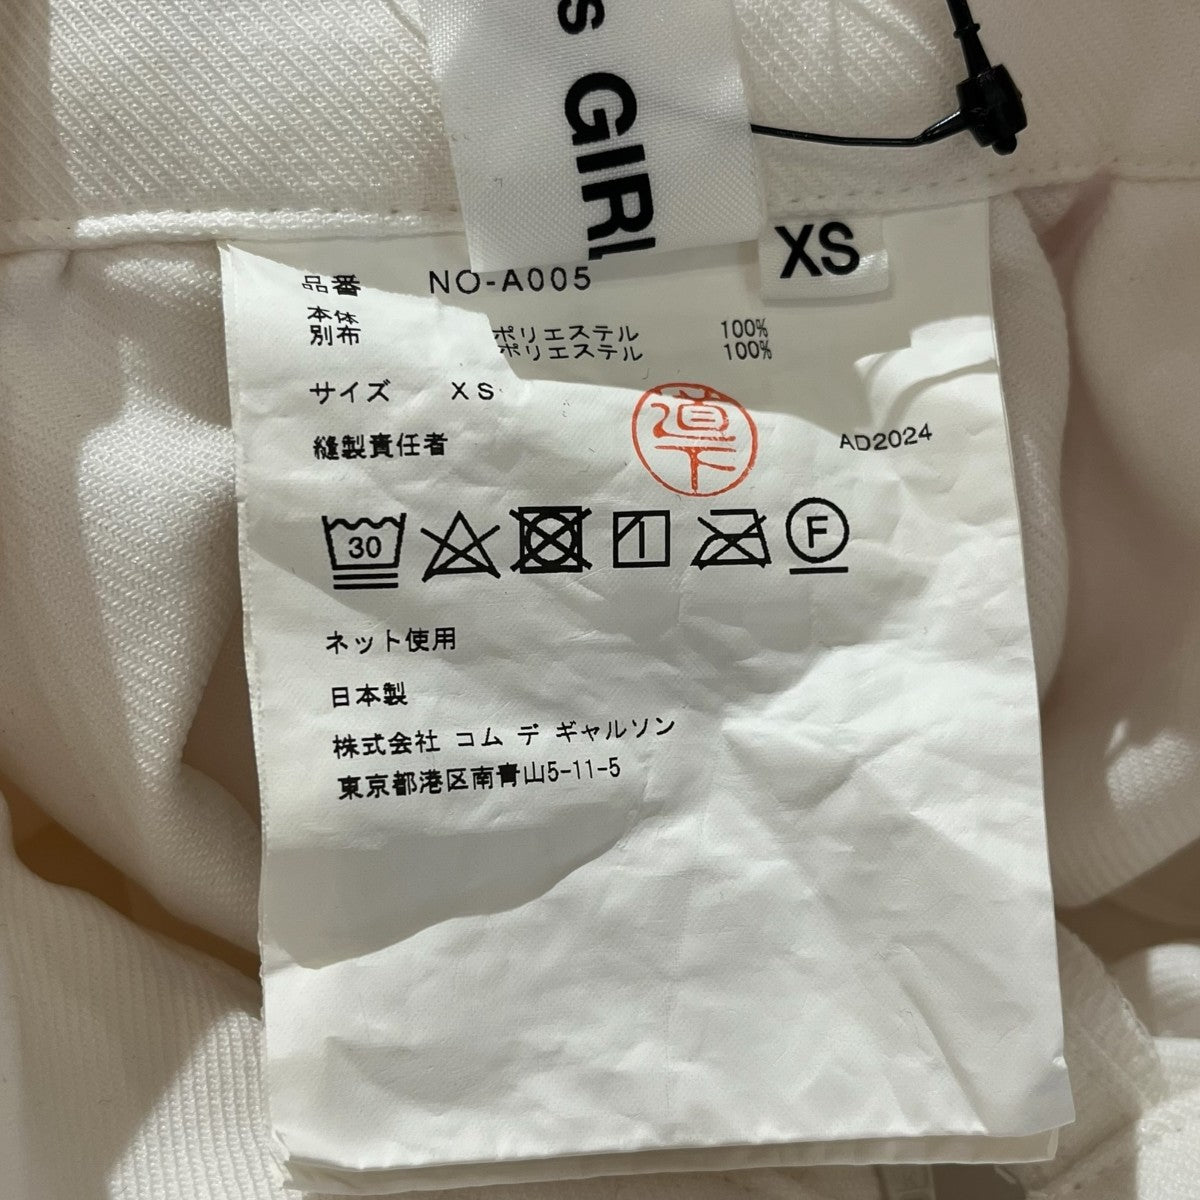 s GIRL
XS
品番 NO-A005
本体 ポリエステル 100%
別布 ポリエステル 100%
サイズ XS
縫製責任者 道下
AD2024
30 F
ネット使用
日本製
株式会社 コム デ ギャルソン
東京都港区南青山5-11-5